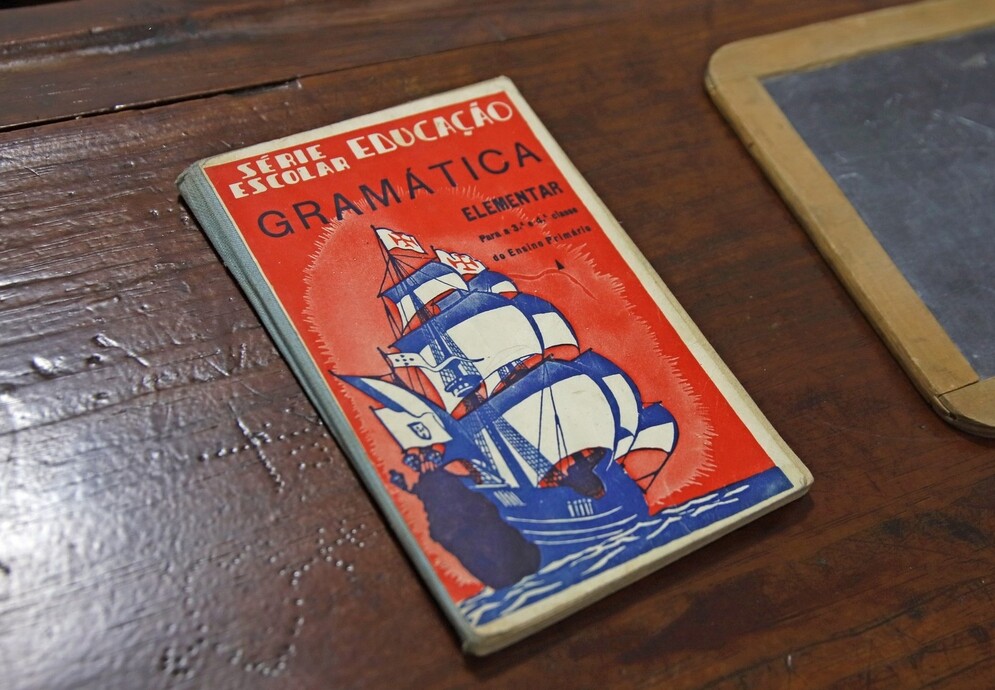 SÉRIE
ESCOLAR EDUCAÇÃO
GRAMÁTICA
ELEMENTAR
Para a 3.ª e 4.ª classe
do Ensino Primário